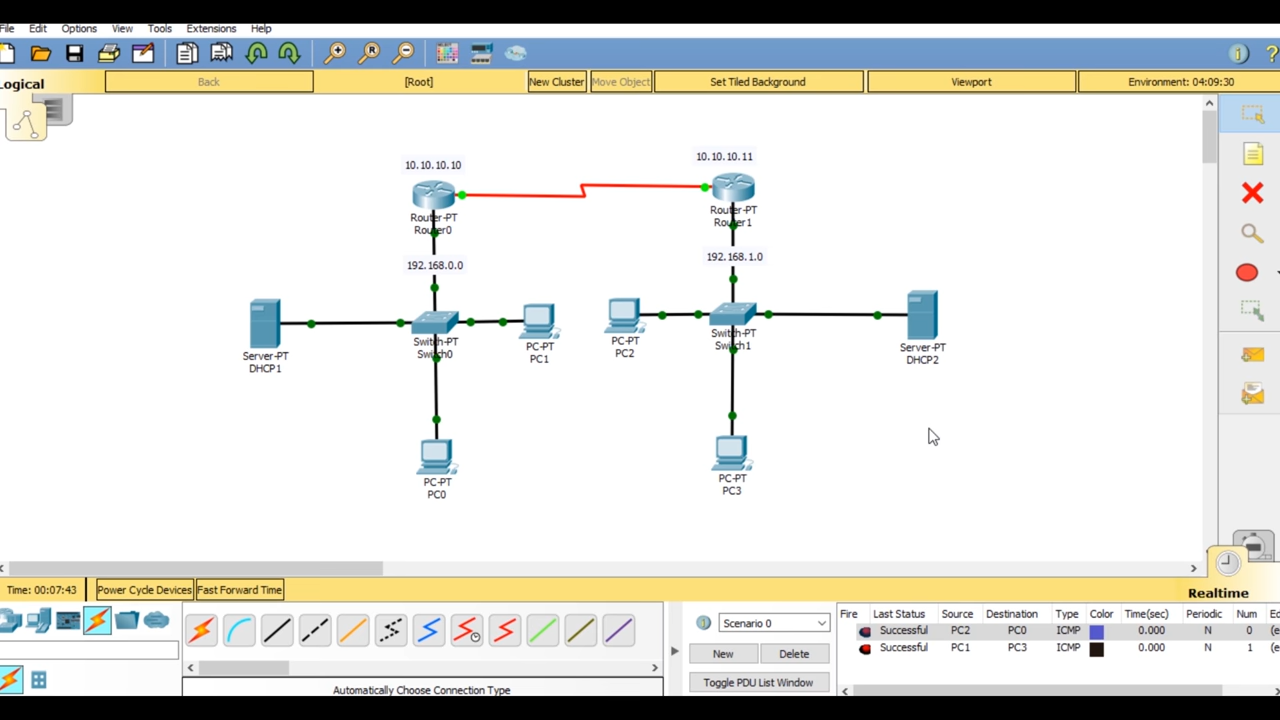 File Edit Options View Tools Extensions Help
Logical Back [Root] New Cluster Move Object Set Tiled Background Viewport Environment: 04:09:30
10.10.10.10
10.10.10.11
Router-PT
Router0
Router-PT
Router1
192.168.0.0
192.168.1.0
Server-PT
DHCP1
Switch-PT
Switch0
PC-PT
PC1
PC-PT
PC2
Switch-PT
Switch1
Server-PT
DHCP2
PC-PT
PC0
PC-PT
PC3
Time: 00:07:43 Power Cycle Devices Fast Forward Time
Realtime
Scenario 0
New Delete
Toggle PDU List Window
Automatically Choose Connection Type
Fire Last Status Source Destination Type Color Time(sec) Periodic Num
Successful PC2 PC0 ICMP 0.000 N 0 (e
Successful PC1 PC3 ICMP 0.000 N 1 (e